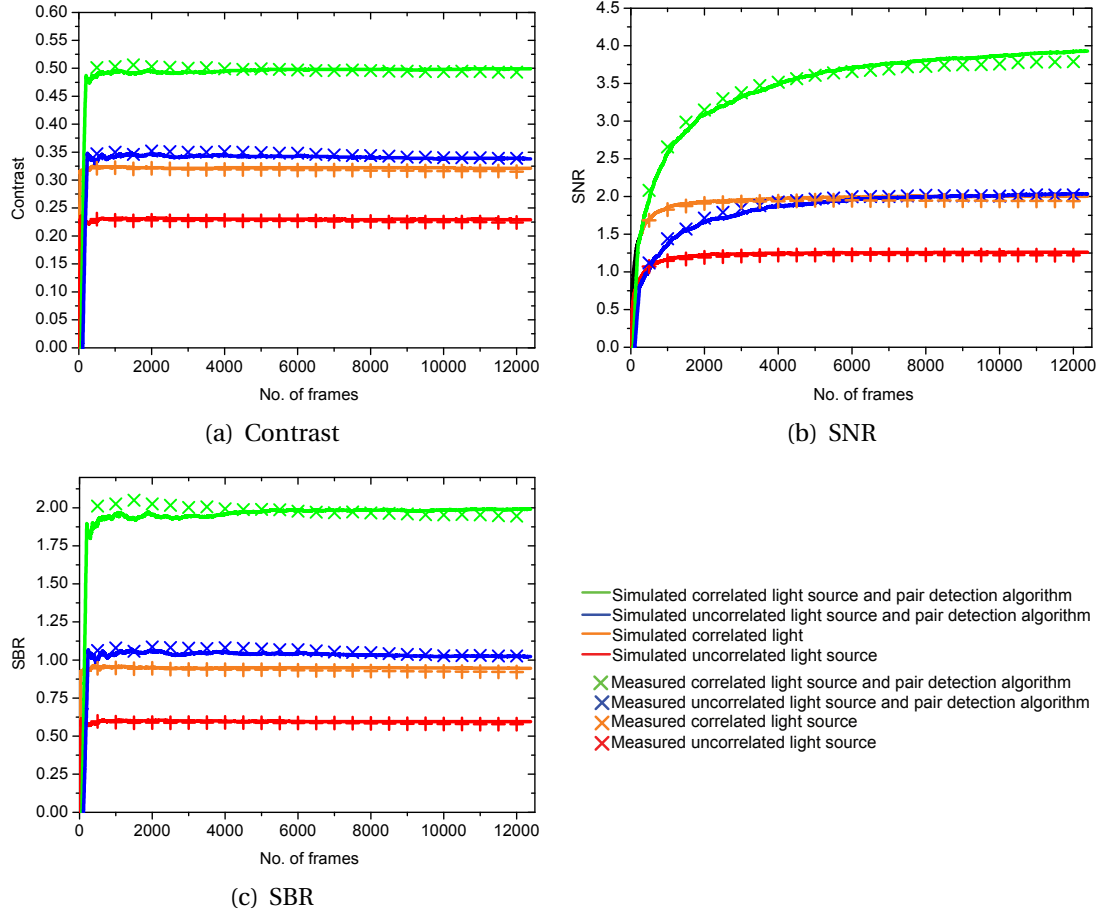 0.60
0.55
0.50
0.45
0.40
0.35
0.30
0.25
0.20
0.15
0.10
0.05
0.00
Contrast
0 2000 4000 6000 8000 10000 12000
No. of frames
(a) Contrast
4.5
4.0
3.5
3.0
2.5
2.0
1.5
1.0
0.5
0.0
SNR
0 2000 4000 6000 8000 10000 12000
No. of frames
(b) SNR
2.00
1.75
1.50
1.25
1.00
0.75
0.50
0.25
0.00
SBR
0 2000 4000 6000 8000 10000 12000
No. of frames
(c) SBR
Simulated correlated light source and pair detection algorithm
Simulated uncorrelated light source and pair detection algorithm
Simulated correlated light
Simulated uncorrelated light source
Measured correlated light source and pair detection algorithm
Measured uncorrelated light source and pair detection algorithm
Measured correlated light source
Measured uncorrelated light source